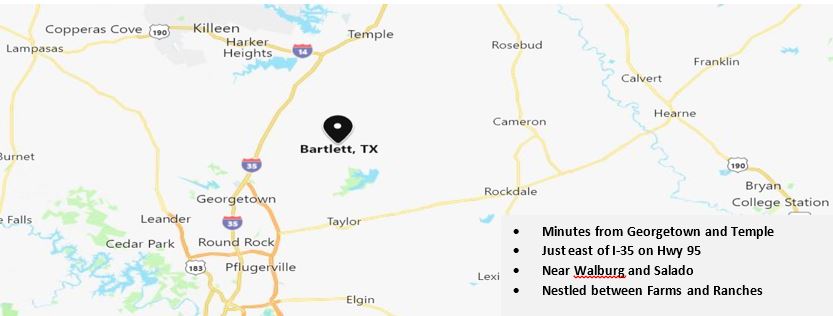 Copperas Cove
190
Killeen
Harker
Heights
14
Temple
Lampasas
Rosebud
Calvert
Franklin
Hearne
Cameron
Bartlett, TX
Burnet
35
190
Georgetown
Rockdale
Bryan
College Station
e Falls
Leander
35
Taylor
Cedar Park
Round Rock
183
Pflugerville
Lexi
Elgin
• Minutes from Georgetown and Temple
• Just east of I-35 on Hwy 95
• Near Walburg and Salado
• Nestled between Farms and Ranches